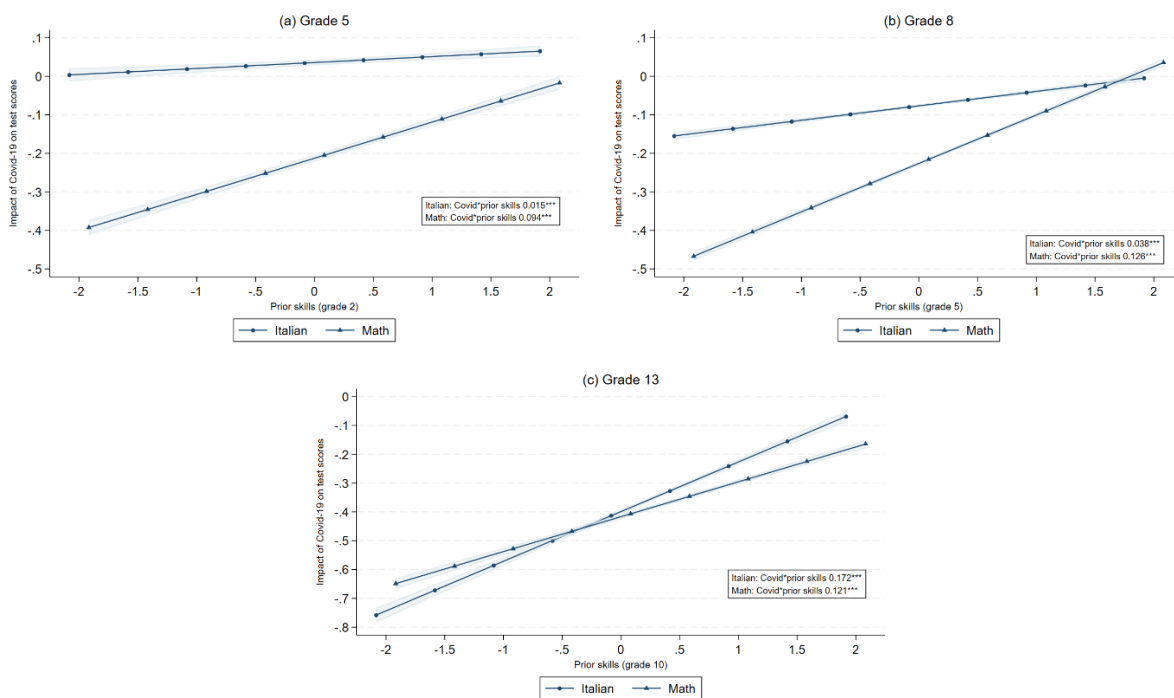 (a) Grade 5
Impact of Covid-19 on test scores
.1
0
-.1
-.2
-.3
-.4
-.5
Italian: Covid*prior skills 0.015***
Math: Covid*prior skills 0.094***
-2 -1.5 -1 -.5 0 .5 1 1.5 2
Prior skills (grade 2)
Italian Math
(b) Grade 8
Impact of Covid-19 on test scores
.1
0
-.1
-.2
-.3
-.4
-.5
Italian: Covid*prior skills 0.038***
Math: Covid*prior skills 0.126***
-2 -1.5 -1 -.5 0 .5 1 1.5 2
Prior skills (grade 5)
Italian Math
(c) Grade 13
Impact of Covid-19 on test scores
0
-.1
-.2
-.3
-.4
-.5
-.6
-.7
-.8
Italian: Covid*prior skills 0.172***
Math: Covid*prior skills 0.121***
-2 -1.5 -1 -.5 0 .5 1 1.5 2
Prior skills (grade 10)
Italian Math